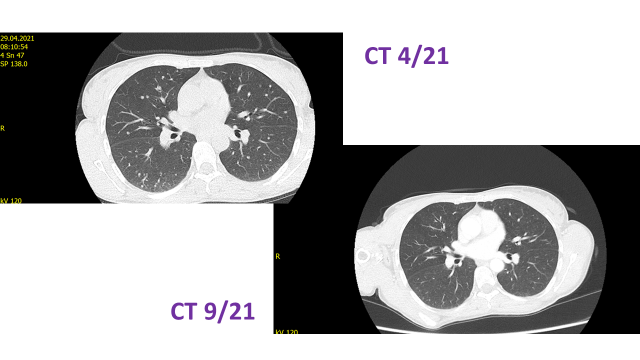 29.04.2021
08:10:54
4 Sn 47
SP 138.0
R
kV 120
CT 4/21
R
kV 120
CT 9/21